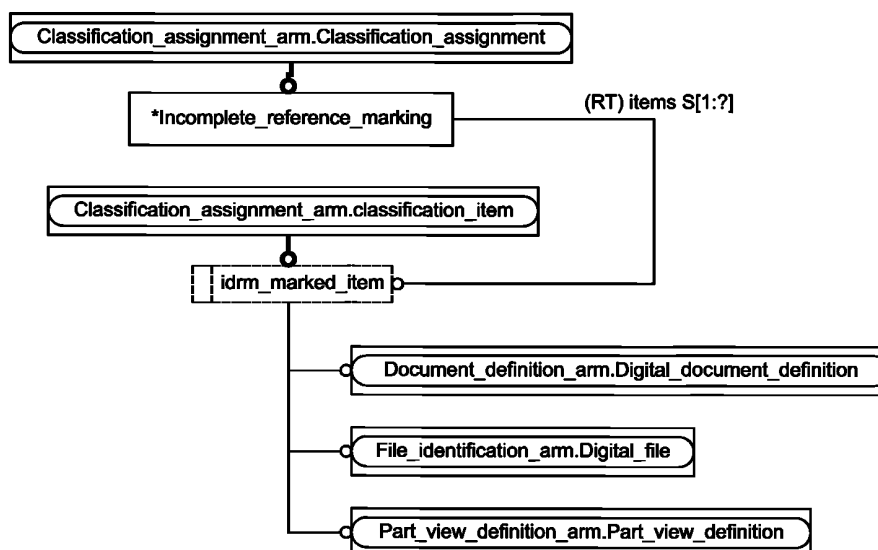 Classification_assignment_arm.Classification_assignment
*Incomplete_reference_marking
(RT) items S[1:?]
Classification_assignment_arm.classification_item
idrm_marked_item
Document_definition_arm.Digital_document_definition
File_identification_arm.Digital_file
Part_view_definition_arm.Part_view_definition